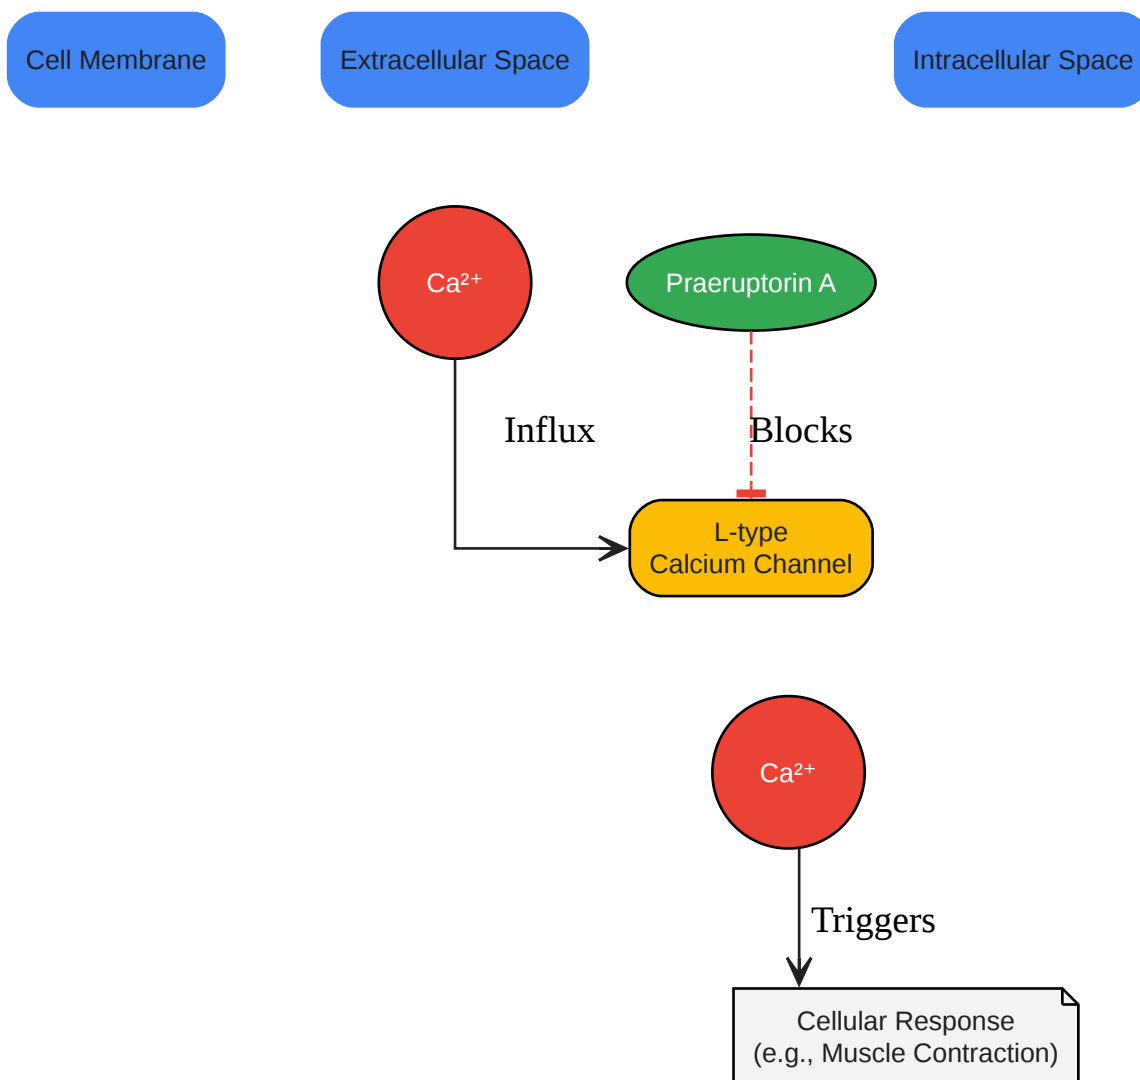 Cell Membrane
Extracellular Space
Intracellular Space
Ca²⁺
Praeruptorin A
Influx
Blocks
L-type
Calcium Channel
Ca²⁺
Triggers
Cellular Response
(e.g., Muscle Contraction)